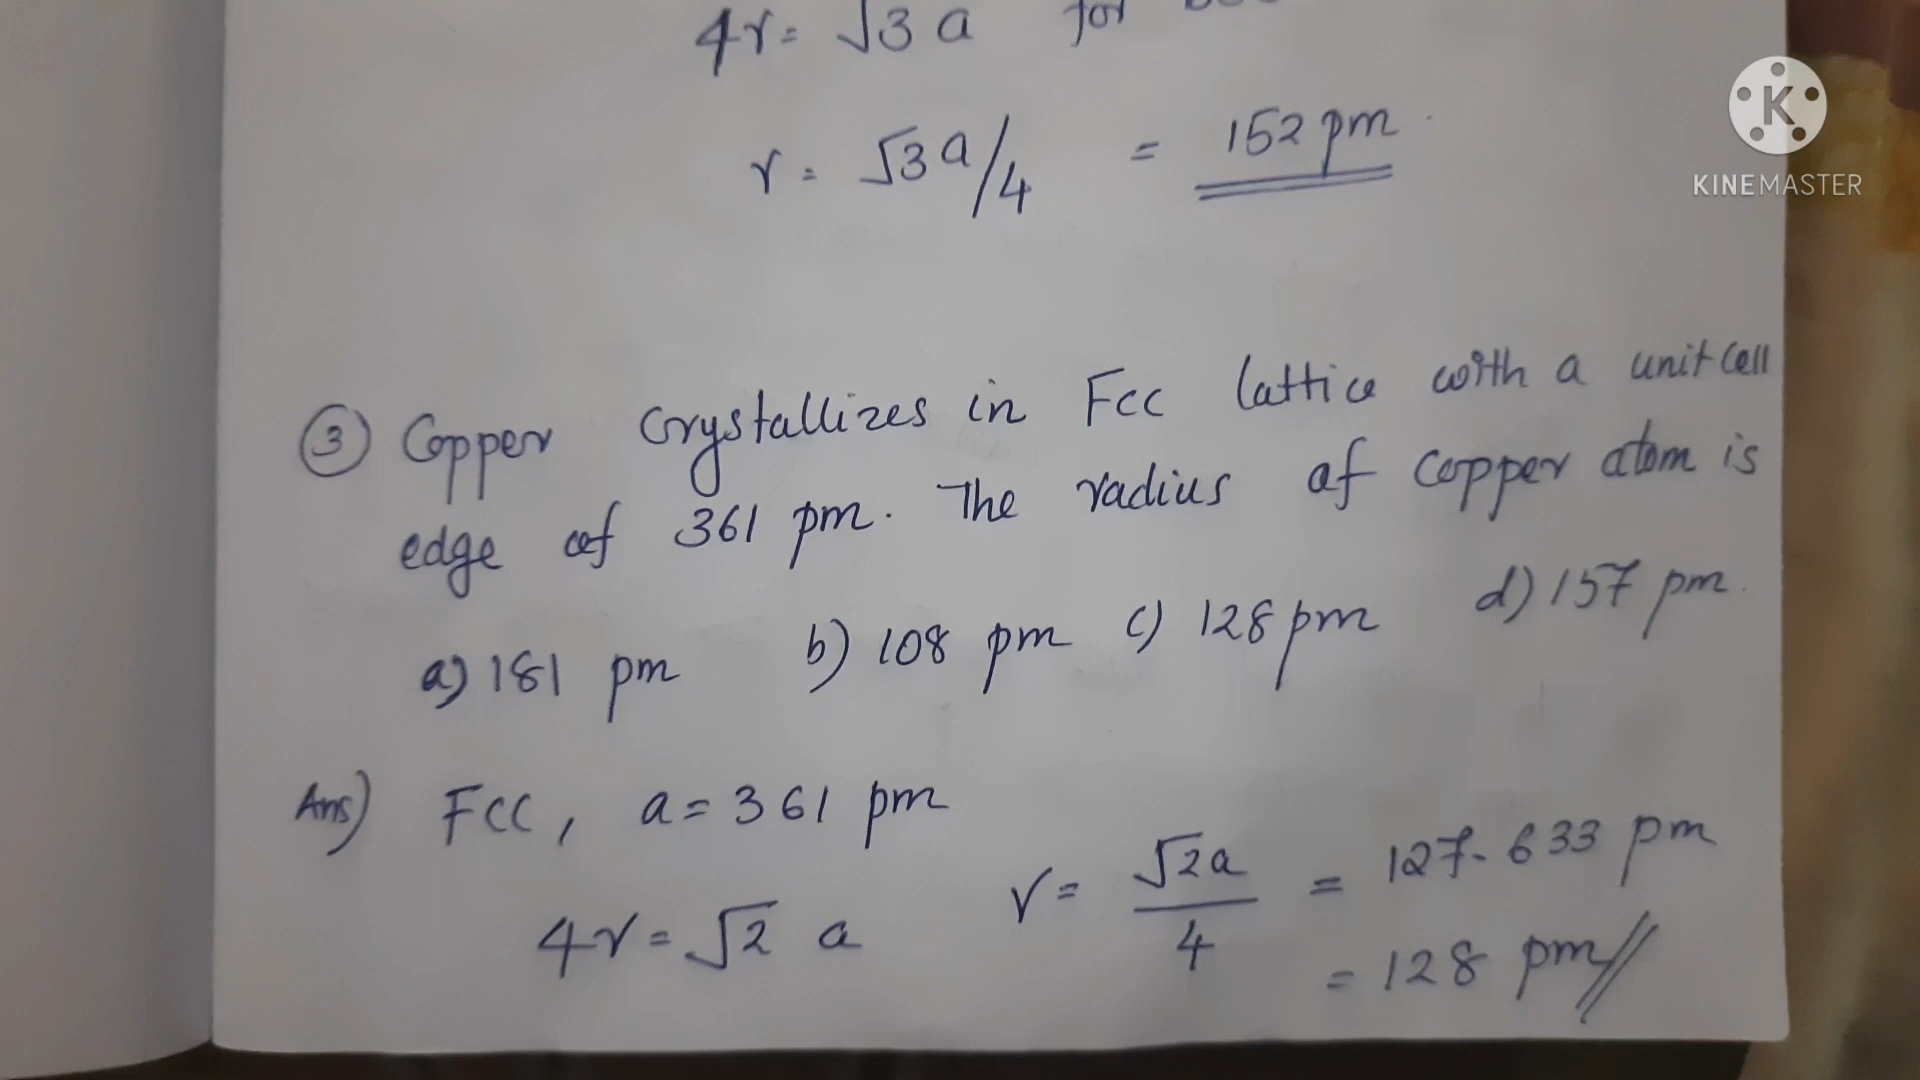 4r = √3 a for
r = √3 a/4 = 152 pm
KINEMASTER
③ Copper Crystallizes in Fcc lattice with a unit cell
edge of 361 pm. The radius of copper atom is
a) 181 pm b) 108 pm c) 128 pm d) 157 pm.
Ans) FCC, a = 361 pm
4r = √2 a r = √2a/4 = 127.633 pm
= 128 pm//